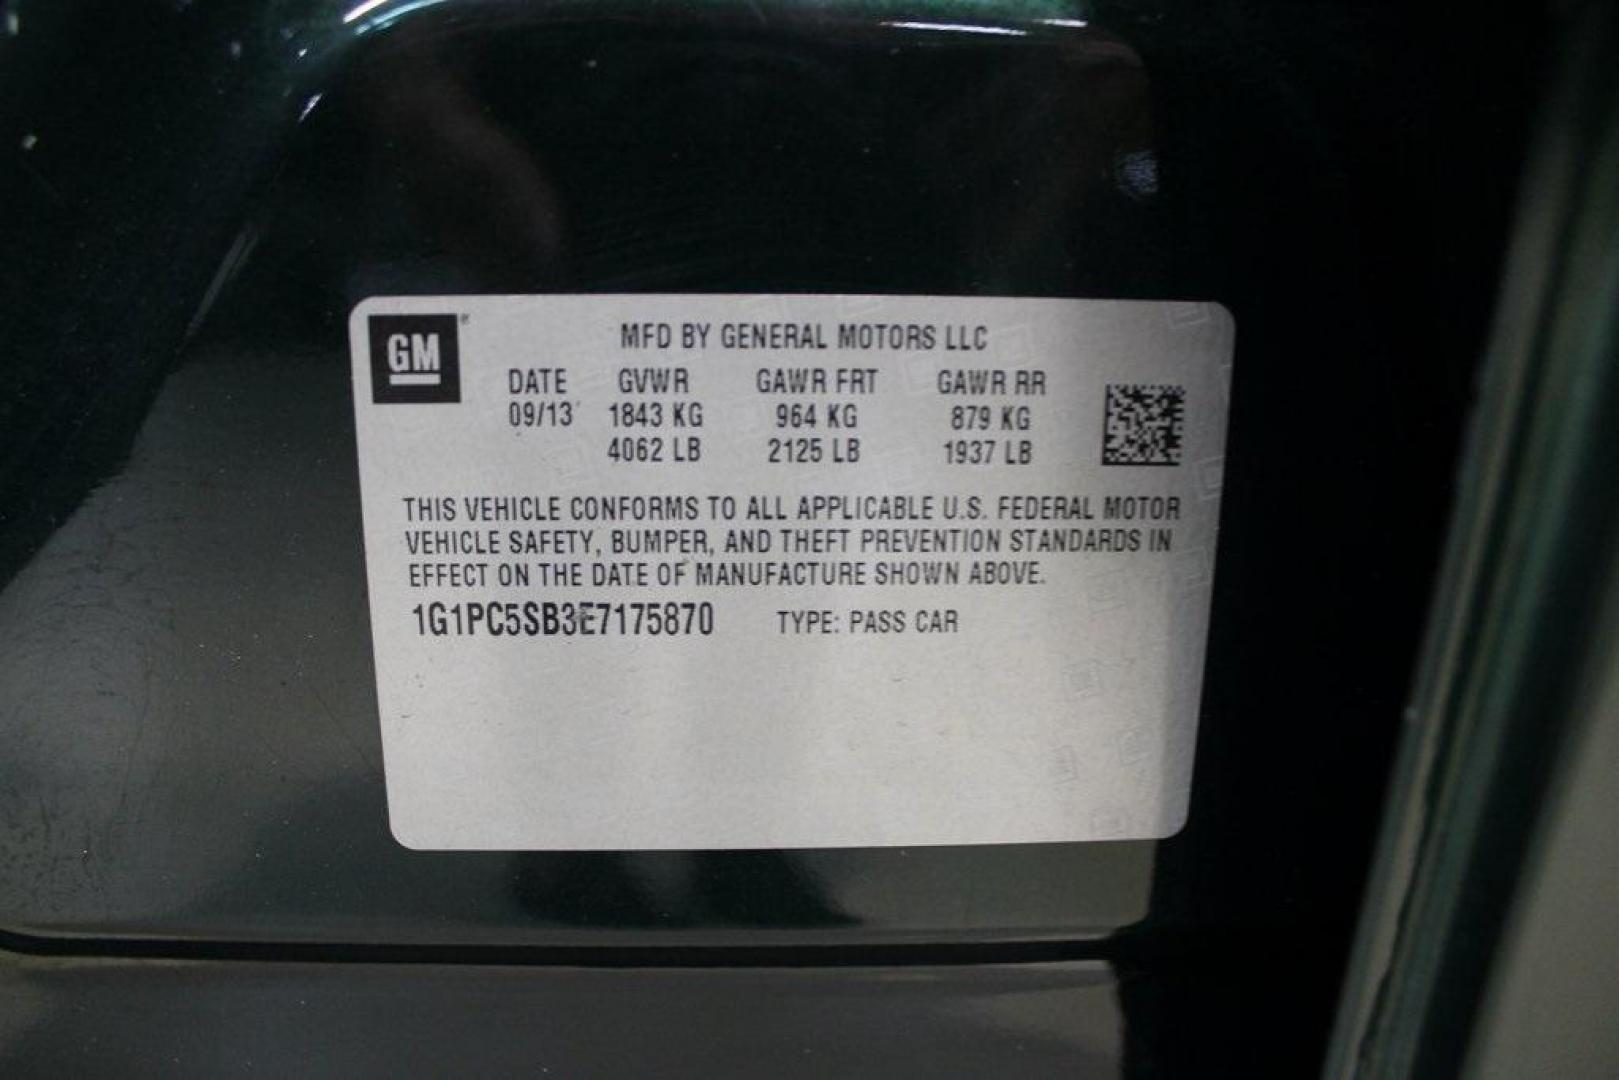 GM®
MFD BY GENERAL MOTORS LLC
DATE GVWR GAWR FRT GAWR RR
09/13 1843 KG 964 KG 879 KG
4062 LB 2125 LB 1937 LB
THIS VEHICLE CONFORMS TO ALL APPLICABLE U.S. FEDERAL MOTOR
VEHICLE SAFETY, BUMPER, AND THEFT PREVENTION STANDARDS IN
EFFECT ON THE DATE OF MANUFACTURE SHOWN ABOVE.
1G1PC5SB3E7175870 TYPE: PASS CAR